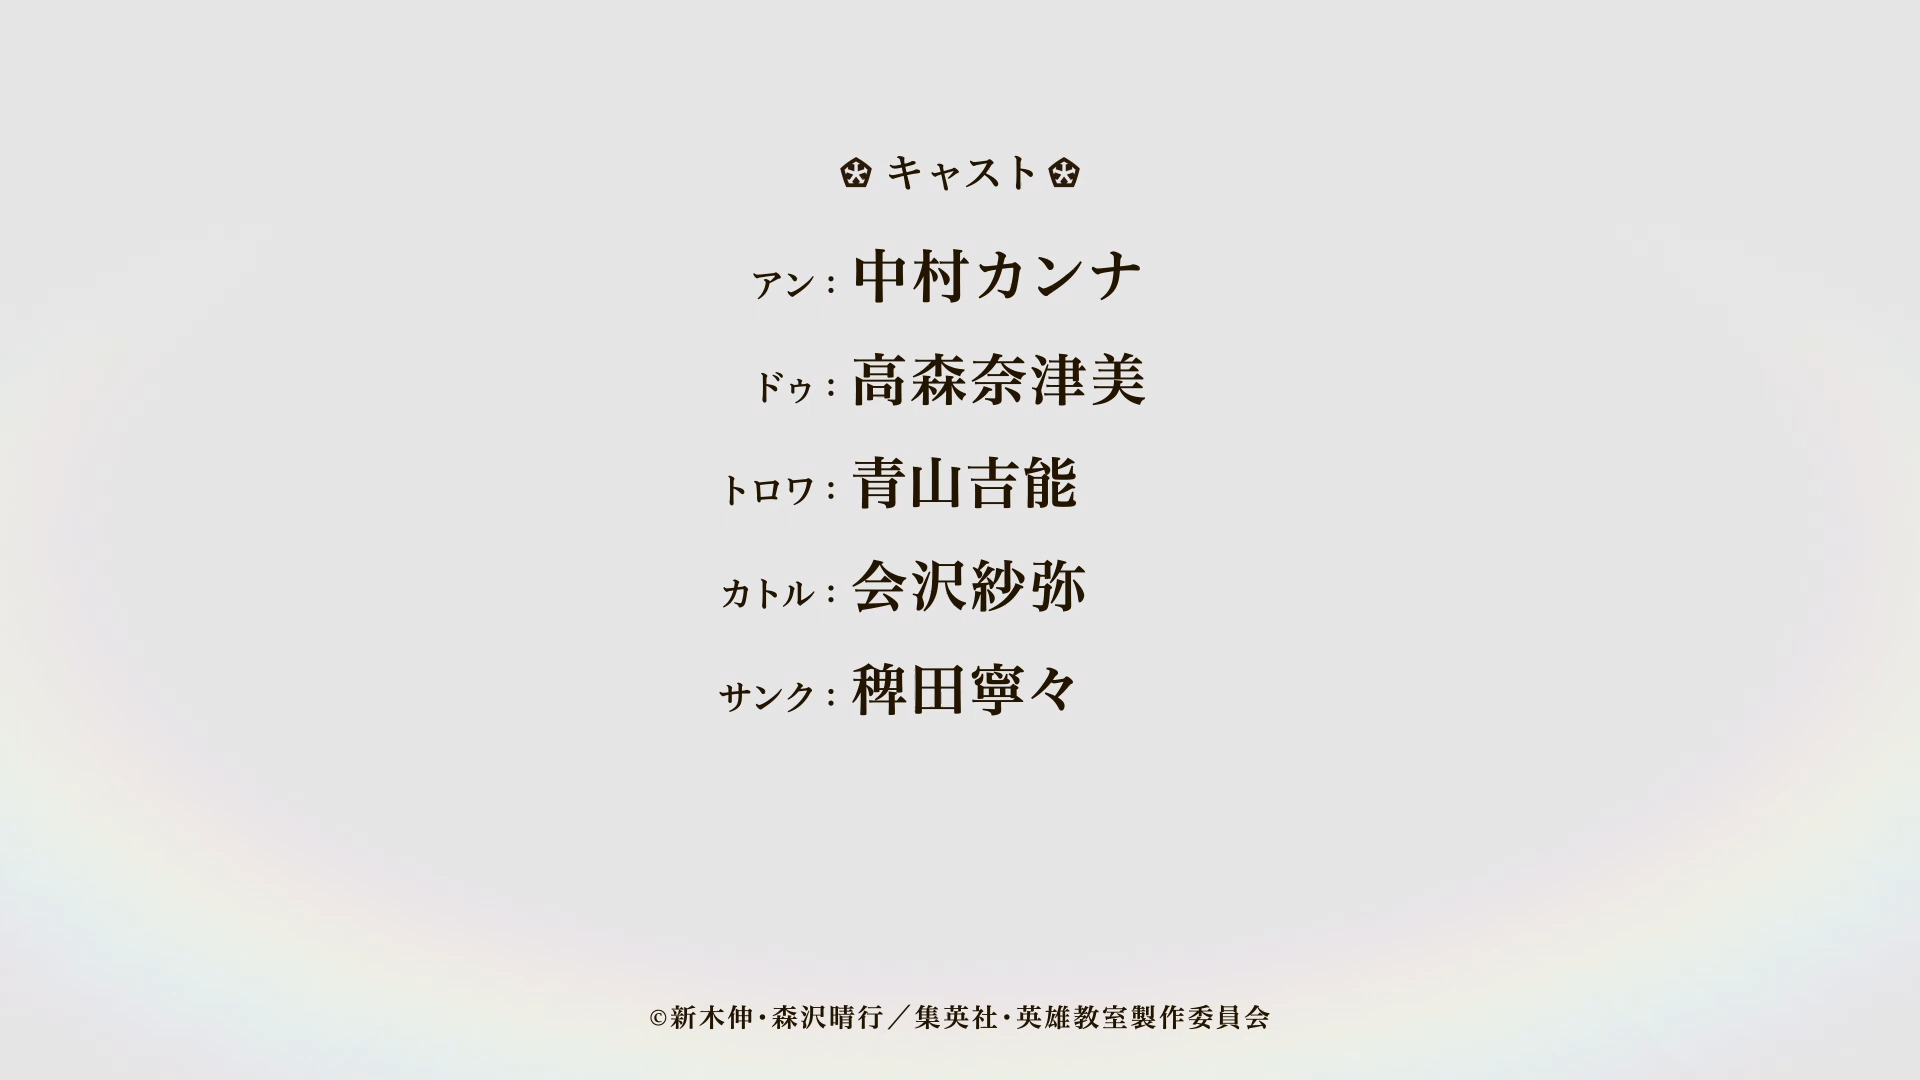 キャスト
アン：中村カンナ
ドゥ：高森奈津美
トロワ：青山吉能
カトル：会沢紗弥
サンク：稗田寧々
©新木伸･森沢晴行／集英社･英雄教室製作委員会